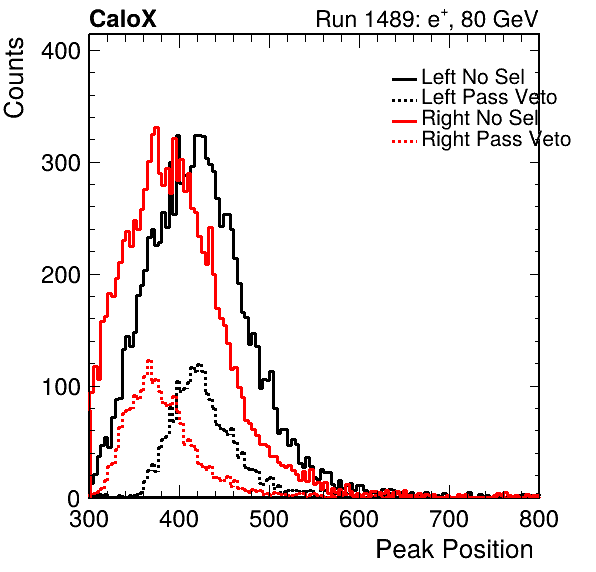 CaloX Run 1489: e+, 80 GeV
Counts
400
300
200
100
0
Left No Sel
Left Pass Veto
Right No Sel
Right Pass Veto
300 400 500 600 700 800
Peak Position